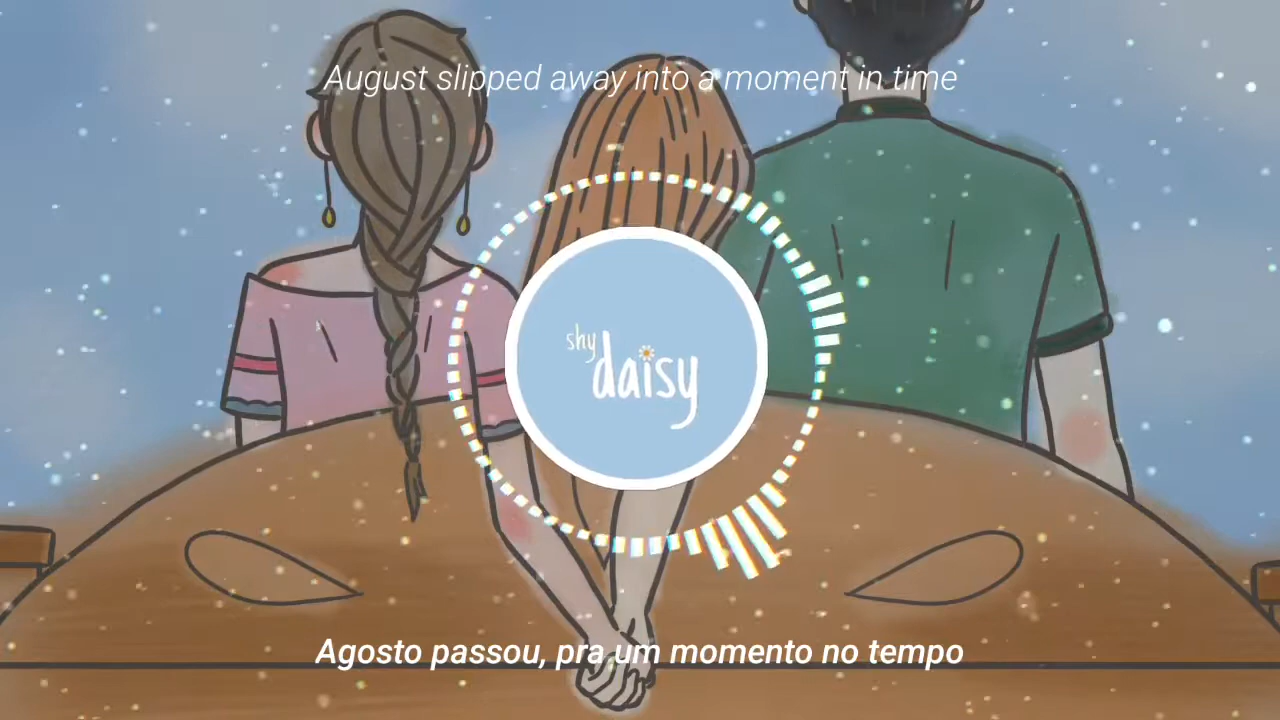 August slipped away into a moment in time
shy
daisy
Agosto passou, pra um momento no tempo